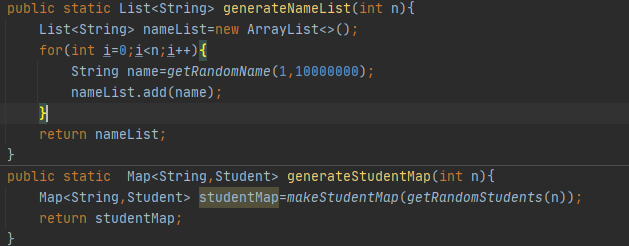 public static List<String> generateNameList(int n){
    List<String> nameList=new ArrayList<>();
    for(int i=0;i<n;i++){
        String name=getRandomName(1,10000000);
        nameList.add(name);
    }
    return nameList;
}
public static  Map<String,Student> generateStudentMap(int n){
    Map<String,Student> studentMap=makeStudentMap(getRandomStudents(n));
    return studentMap;
}